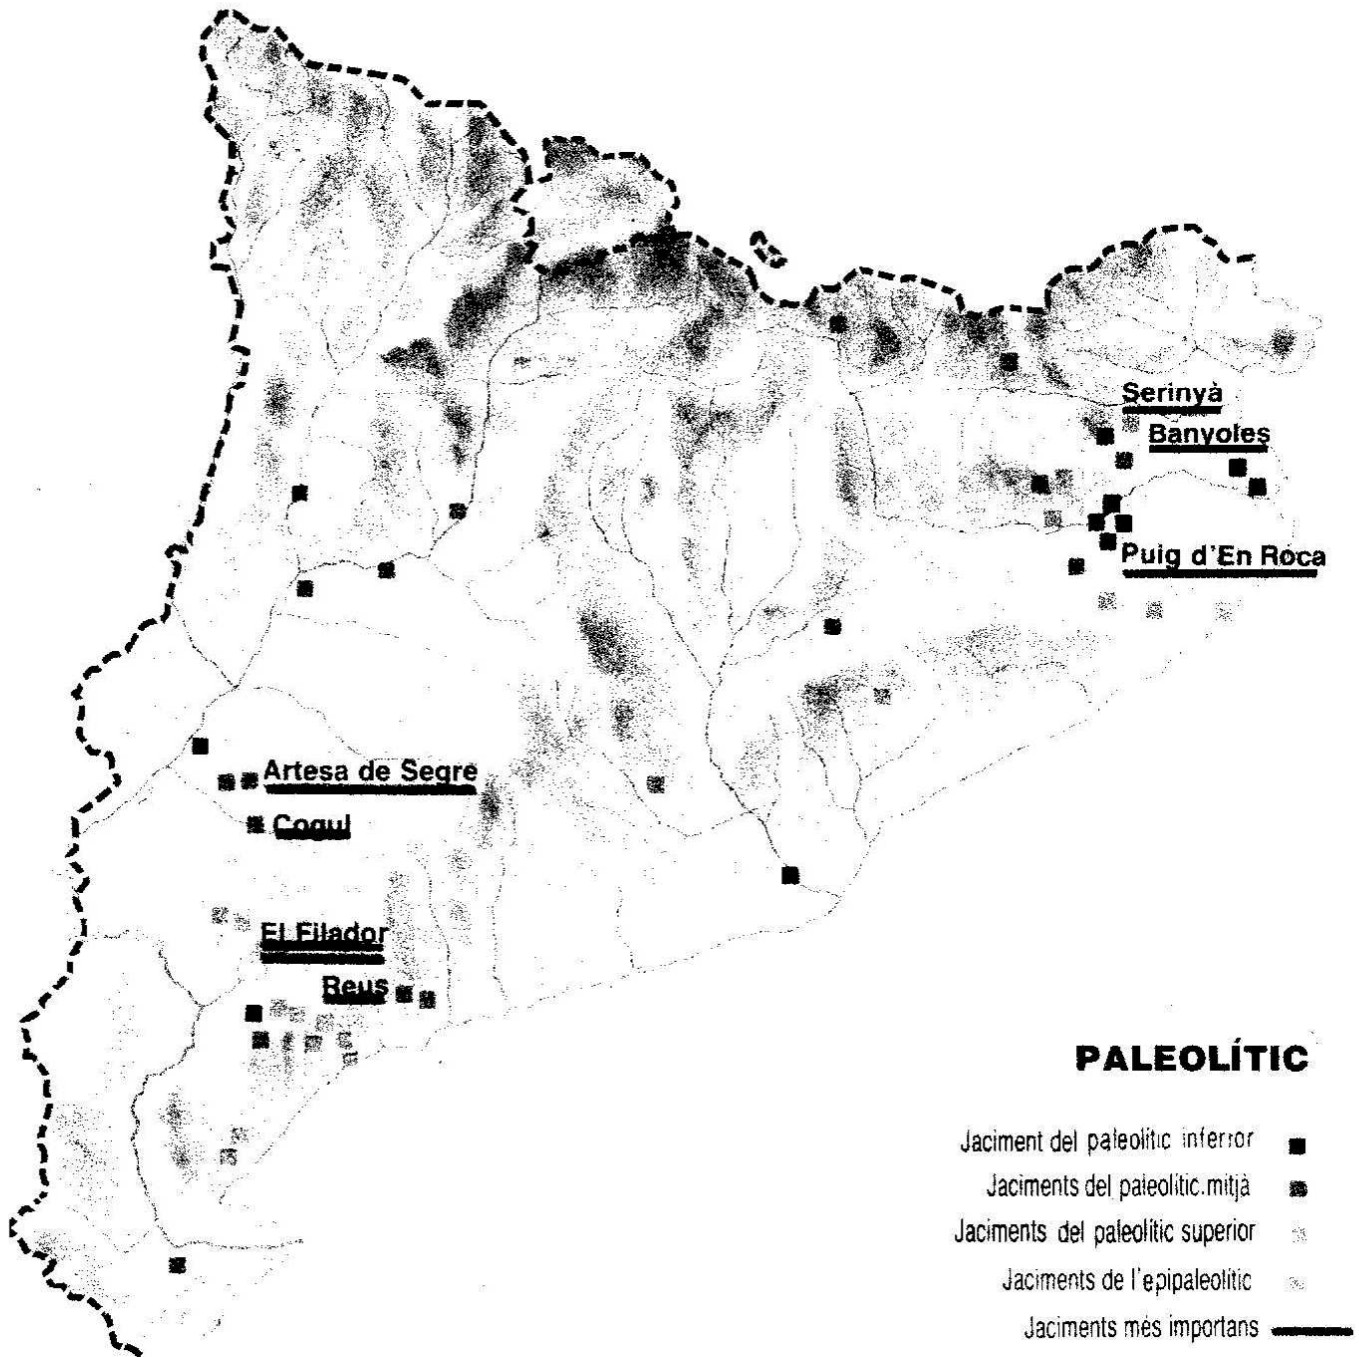 Serinyà
Banyoles
Puig d'En Roca
Artesa de Segre
Cogul
El Filador
Reus
PALEOLÍTIC
Jaciment del paleolític inferior
Jaciments del paleolític mitjà
Jaciments del paleolític superior
Jaciments de l'epipaleolític
Jaciments més importans